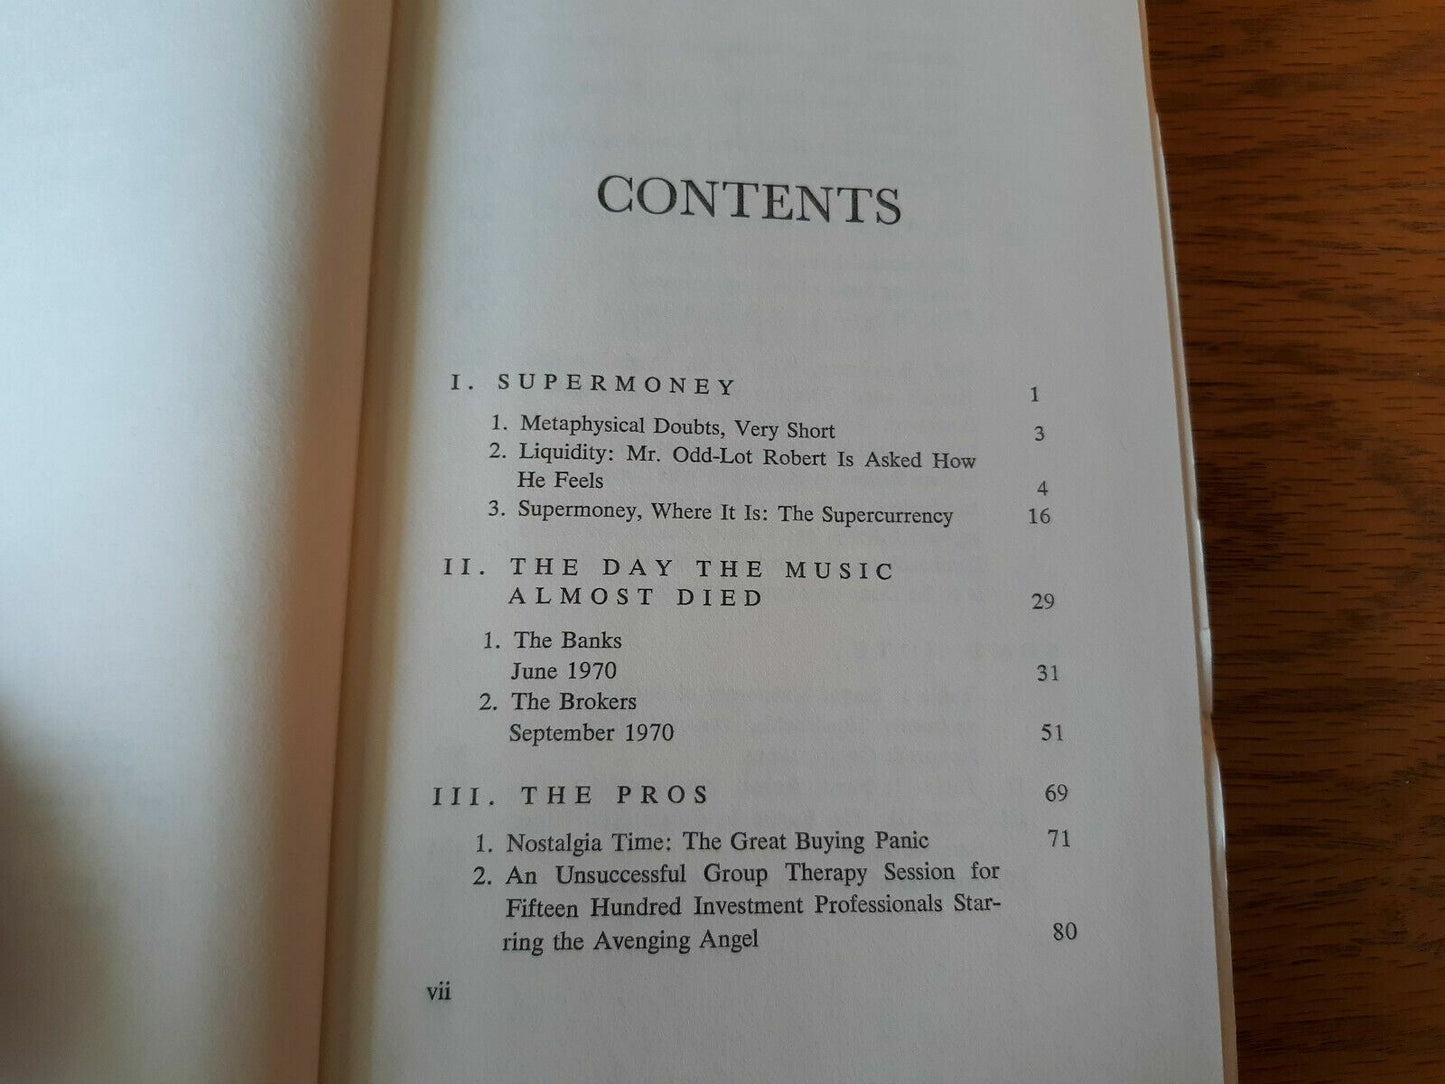 CONTENTS
I. SUPERMONEY 1
1. Metaphysical Doubts, Very Short 3
2. Liquidity: Mr. Odd-Lot Robert Is Asked How
He Feels 4
3. Supermoney, Where It Is: The Supercurrency 16
II. THE DAY THE MUSIC
ALMOST DIED 29
1. The Banks
June 1970 31
2. The Brokers
September 1970 51
III. THE PROS 69
1. Nostalgia Time: The Great Buying Panic 71
2. An Unsuccessful Group Therapy Session for
Fifteen Hundred Investment Professionals Star-
ring the Avenging Angel 80
vii